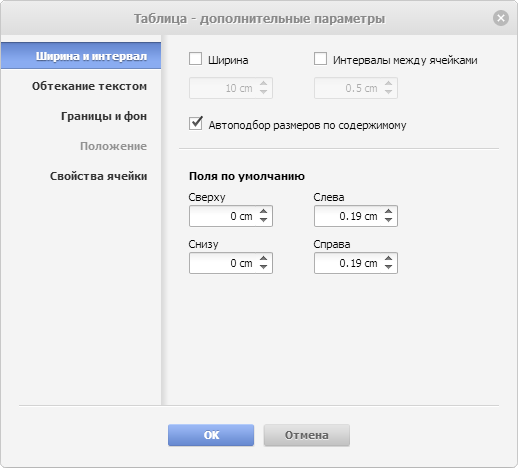 Таблица - дополнительные параметры
Ширина и интервал
Обтекание текстом
Границы и фон
Положение
Свойства ячейки
Ширина
Интервалы между ячейками
10 cm
0.5 cm
Автоподбор размеров по содержимому
Поля по умолчанию
Сверху
Слева
0 cm
0.19 cm
Снизу
Справа
0 cm
0.19 cm
OK
Отмена